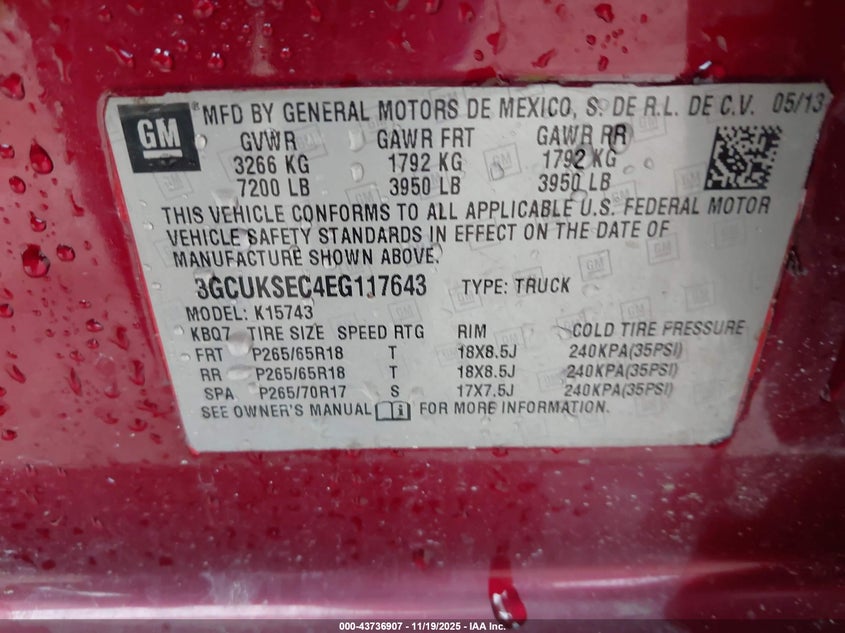 GM
® MFD BY GENERAL MOTORS DE MEXICO, S. DE R.L. DE C.V. 05/13
GVWR GAWR FRT GAWR RR
3266 KG 1792 KG 1792 KG
7200 LB 3950 LB 3950 LB
THIS VEHICLE CONFORMS TO ALL APPLICABLE U.S. FEDERAL MOTOR
VEHICLE SAFETY STANDARDS IN EFFECT ON THE DATE OF
MANUFACTURE SHOWN ABOVE.
3GCUKSEC4EG117643 TYPE: TRUCK
MODEL: K15743
KBQ7 TIRE SIZE SPEED RTG RIM COLD TIRE PRESSURE
FRT P265/65R18 T 18X8.5J 240KPA(35PSI)
RR P265/65R18 T 18X8.5J 240KPA(35PSI)
SPA P265/70R17 S 17X7.5J 240KPA(35PSI)
SEE OWNER'S MANUAL FOR MORE INFORMATION.
000-43736907 - 11/19/2025 - IAA Inc.